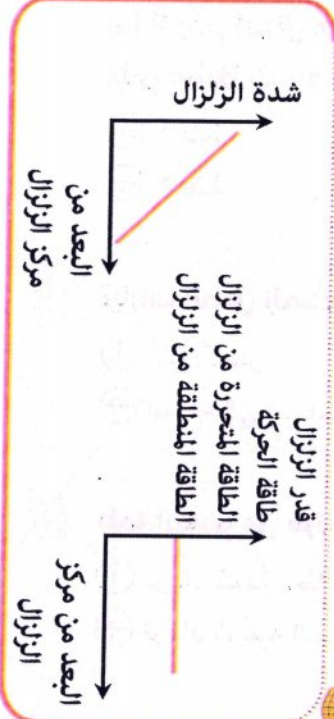 شدة الزلزال
البعد من
مركز الزلزال
قدر الزلزال
طاقة الحركة
الطاقة المتحررة من الزلزال
الطاقة المنطلقة من الزلزال
البعد من مركز
الزلزال